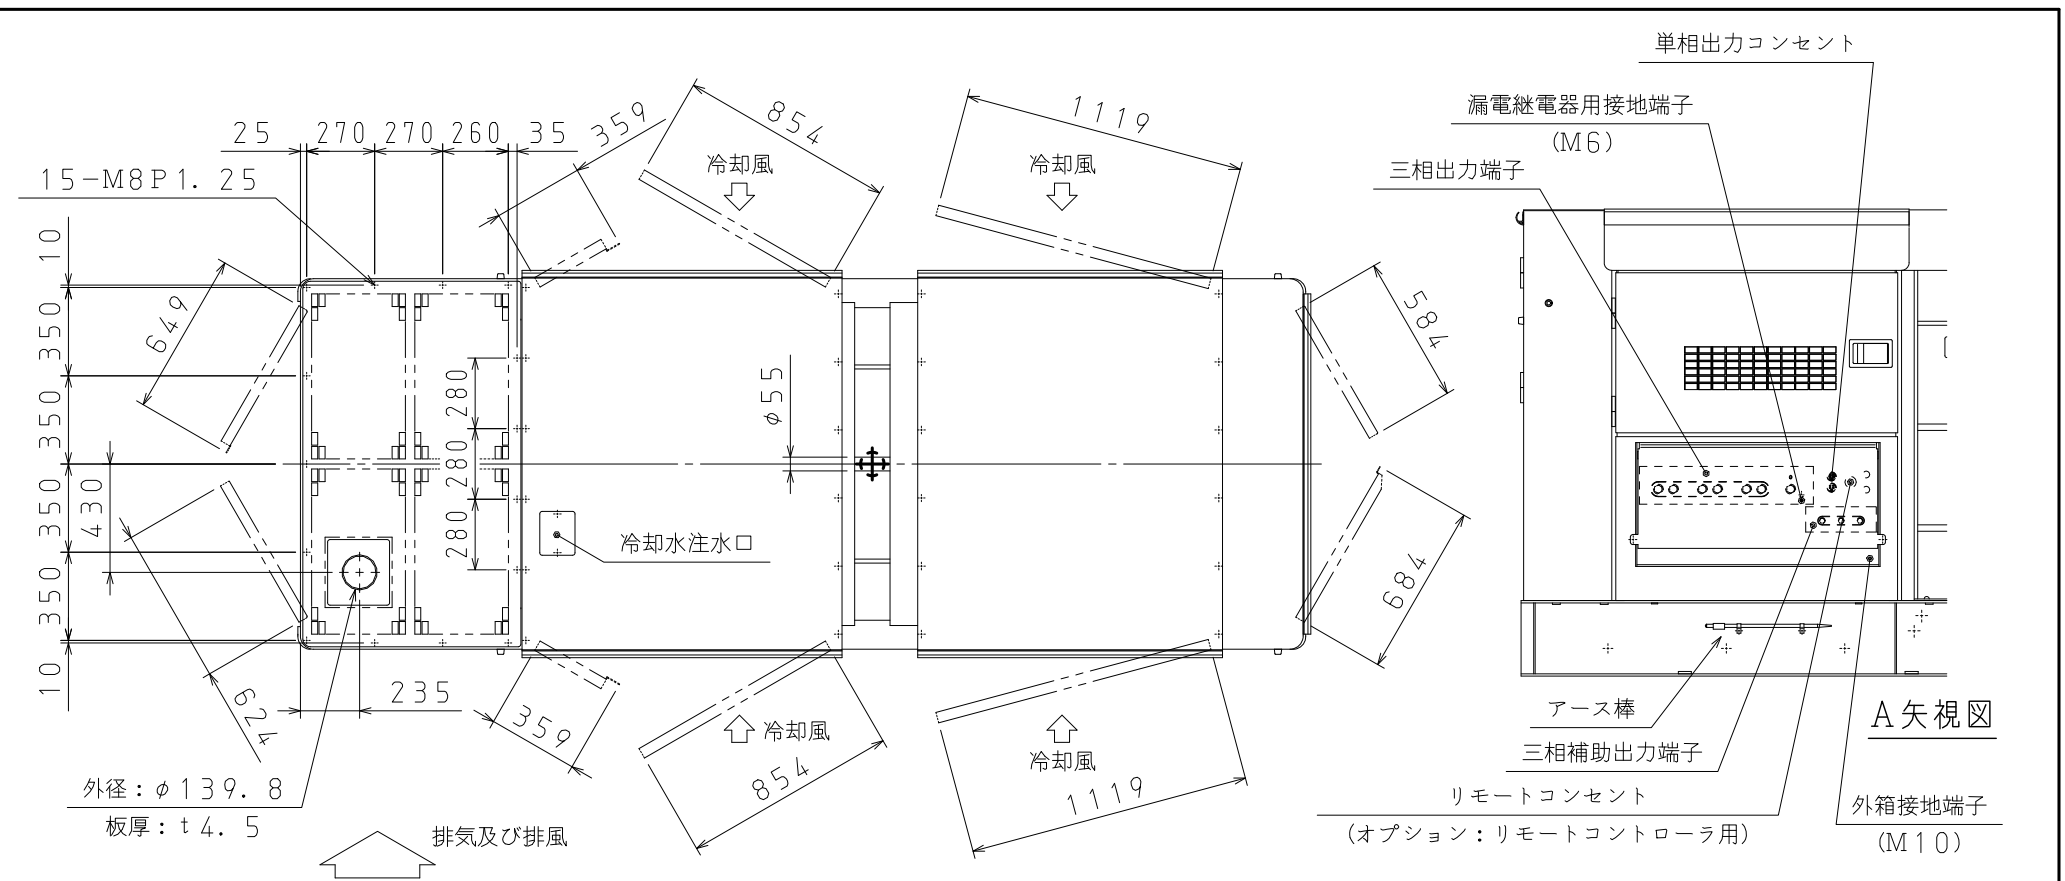 単相出力コンセント
漏電継電器用接地端子
(M6)
三相出力端子
25 270 270 260 35
359
854
1119
冷却風
冷却風
15-M8P1.25
10
350
350
350
350
10
430
649
624
280
280
280
φ55
584
684
冷却水注水口
235
359
854
1119
冷却風
冷却風
外径：φ139.8
板厚：t4.5
排気及び排風
アース棒
A矢視図
三相補助出力端子
リモートコンセント
(オプション：リモートコントローラ用)
外箱接地端子
(M10)